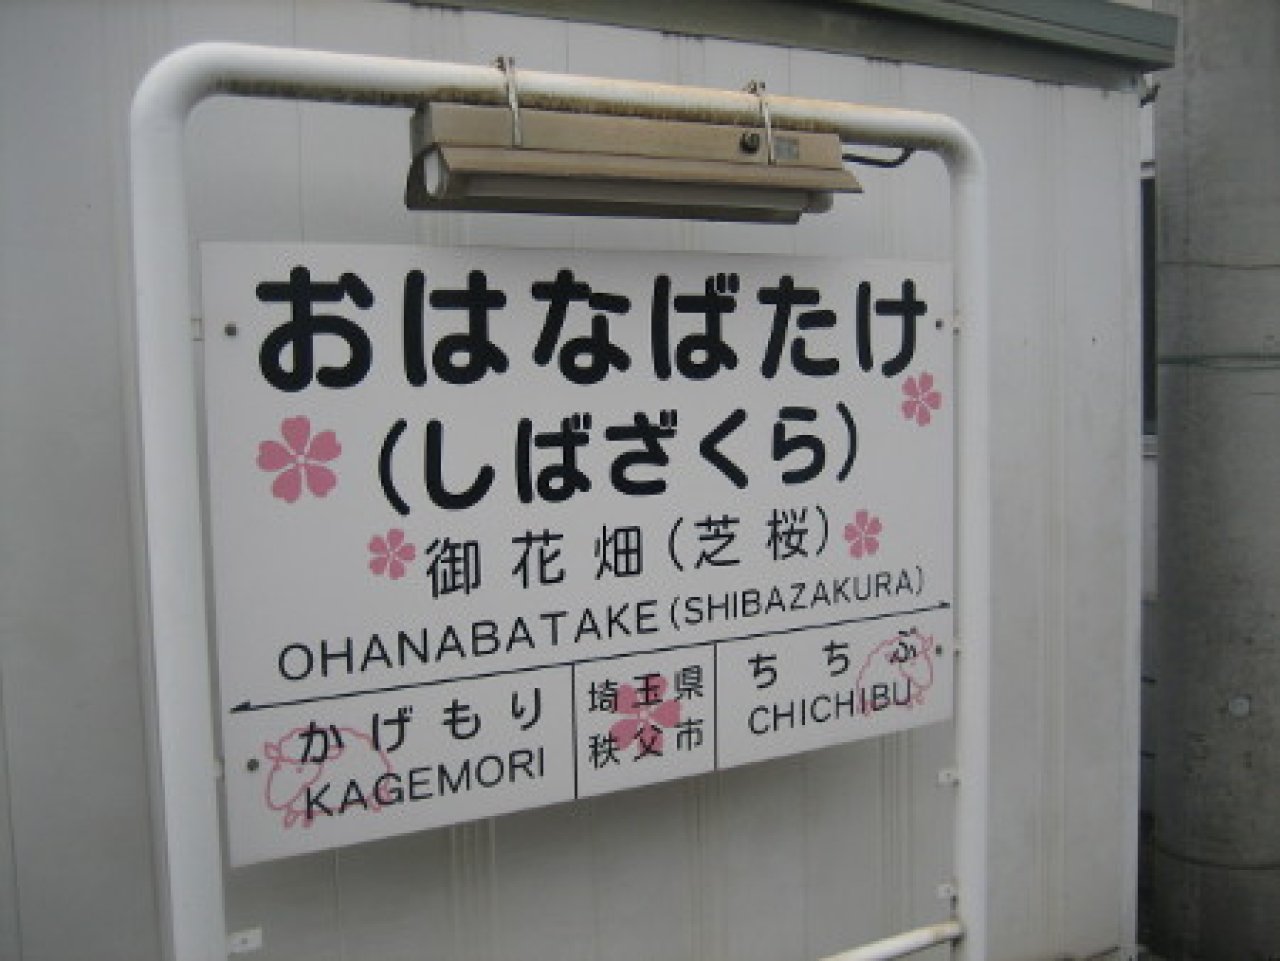 おはなばたけ
(しばざくら)
御花畑(芝桜)
OHANABATAKE(SHIBAZAKURA)
かげもり
KAGEMORI
埼玉県
秩父市
ちちぶ
CHICHIBU